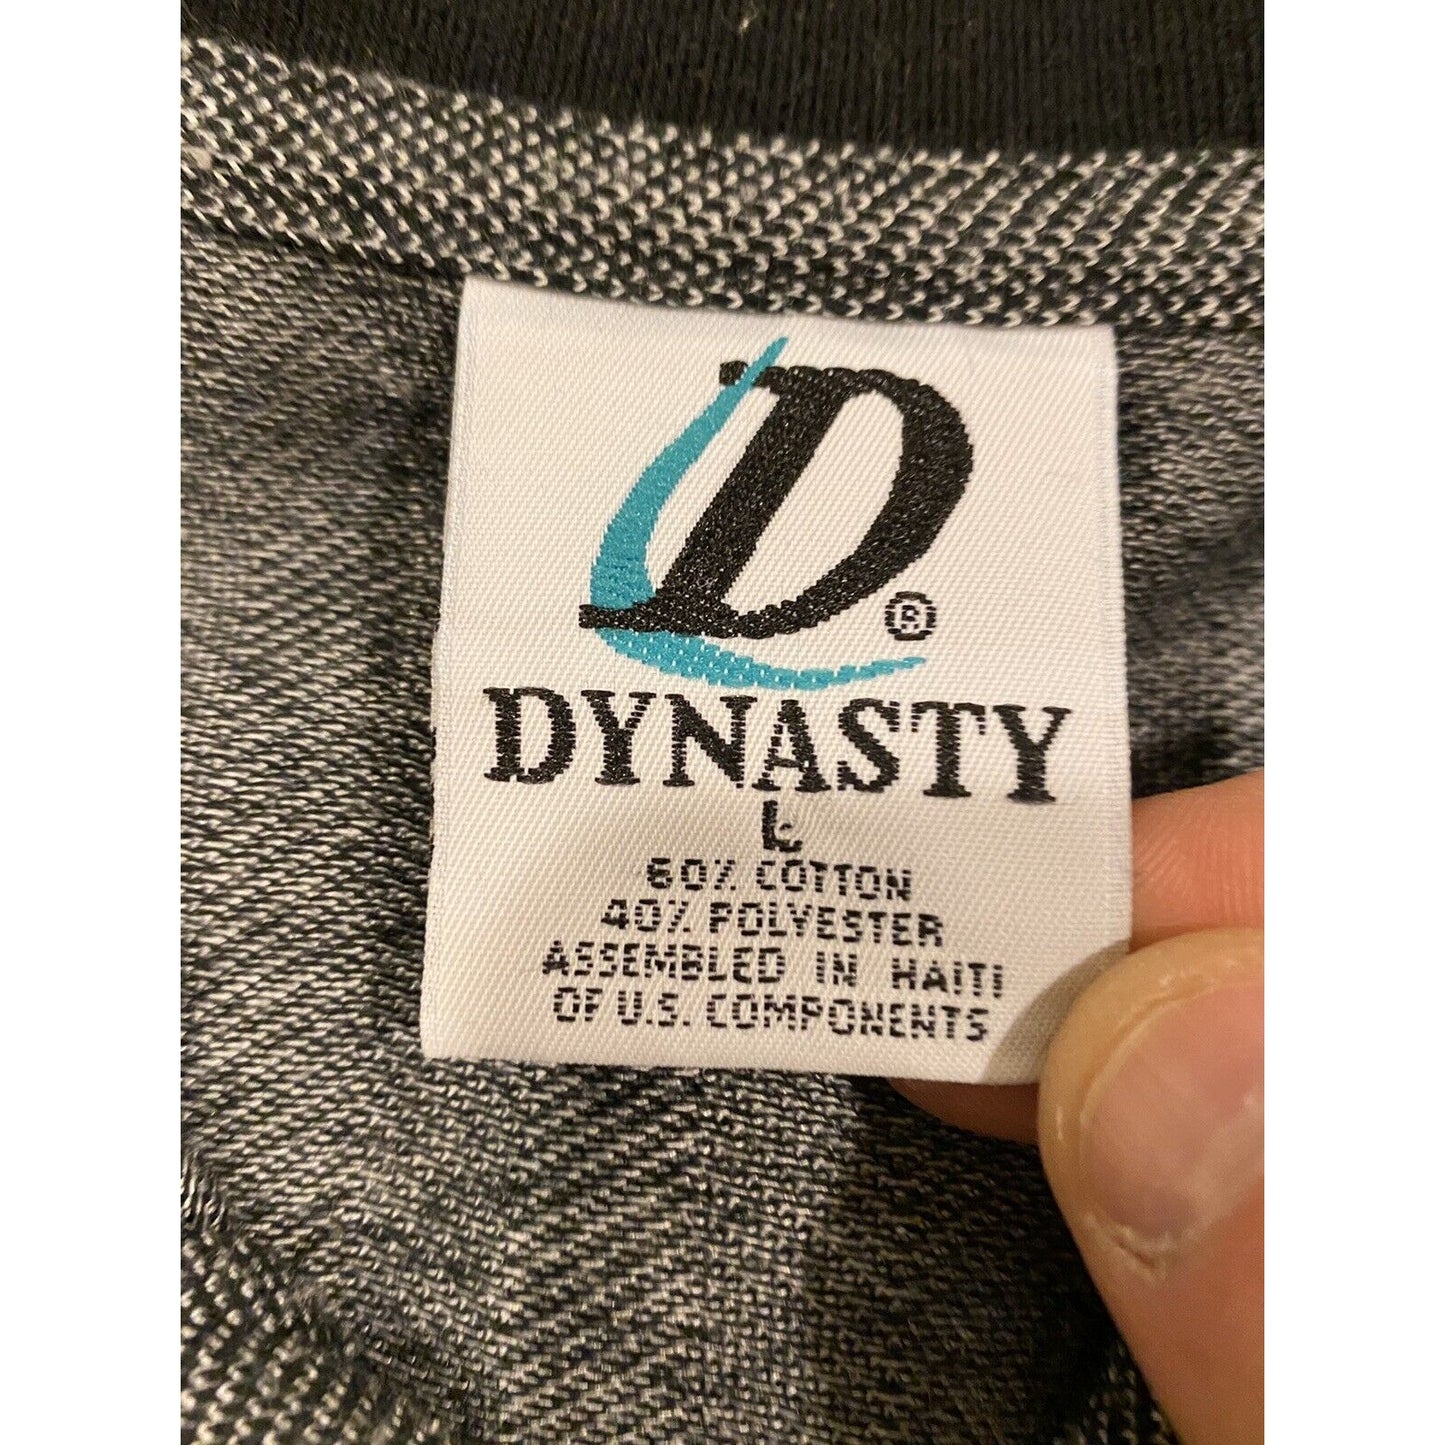 D ®
DYNASTY
L
60% COTTON
40% POLYESTER
ASSEMBLED IN HAITI
OF U.S. COMPONENTS